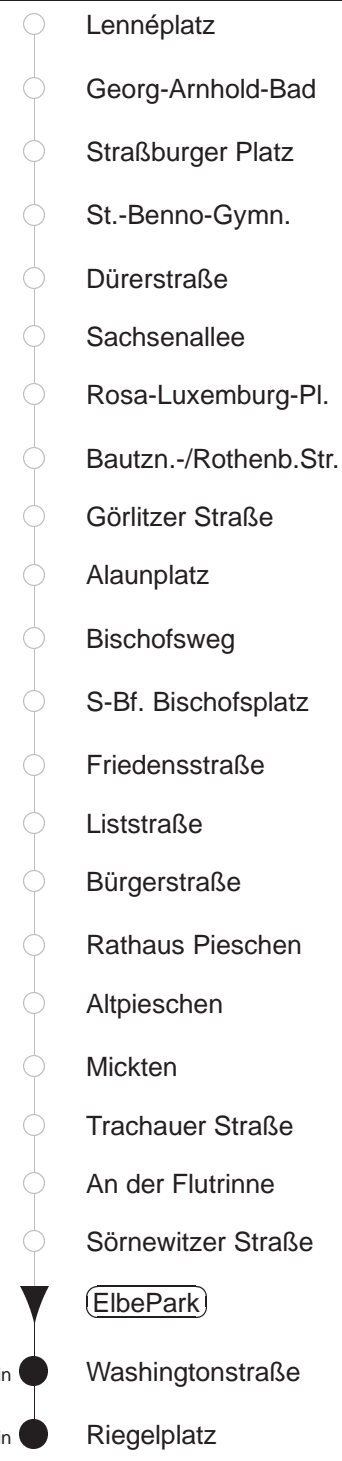 Lennéplatz
Georg-Arnhold-Bad
Straßburger Platz
St.-Benno-Gymn.
Dürerstraße
Sachsenallee
Rosa-Luxemburg-Pl.
Bautzn.-/Rothenb.Str.
Görlitzer Straße
Alaunplatz
Bischofsweg
S-Bf. Bischofsplatz
Friedensstraße
Liststraße
Bürgerstraße
Rathaus Pieschen
Altpieschen
Mickten
Trachauer Straße
An der Flutrinne
Sörnewitzer Straße
ElbePark
Washingtonstraße
Riegelplatz